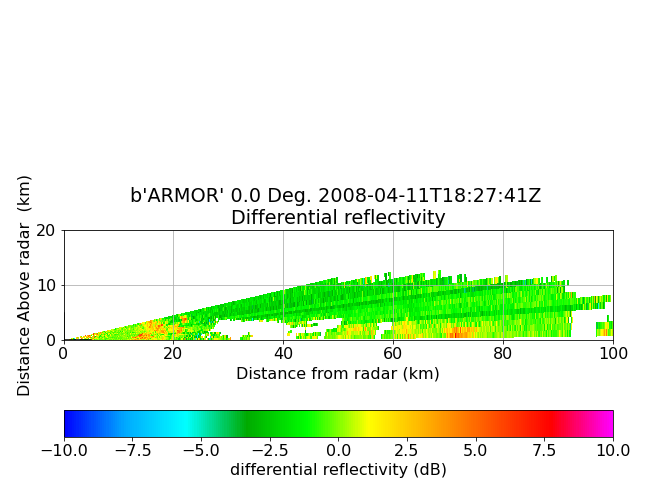 b'ARMOR' 0.0 Deg. 2008-04-11T18:27:41Z
Differential reflectivity
Distance Above radar  (km)
20
10
0
0 20 40 60 80 100
Distance from radar (km)
−10.0 −7.5 −5.0 −2.5 0.0 2.5 5.0 7.5 10.0
differential reflectivity (dB)